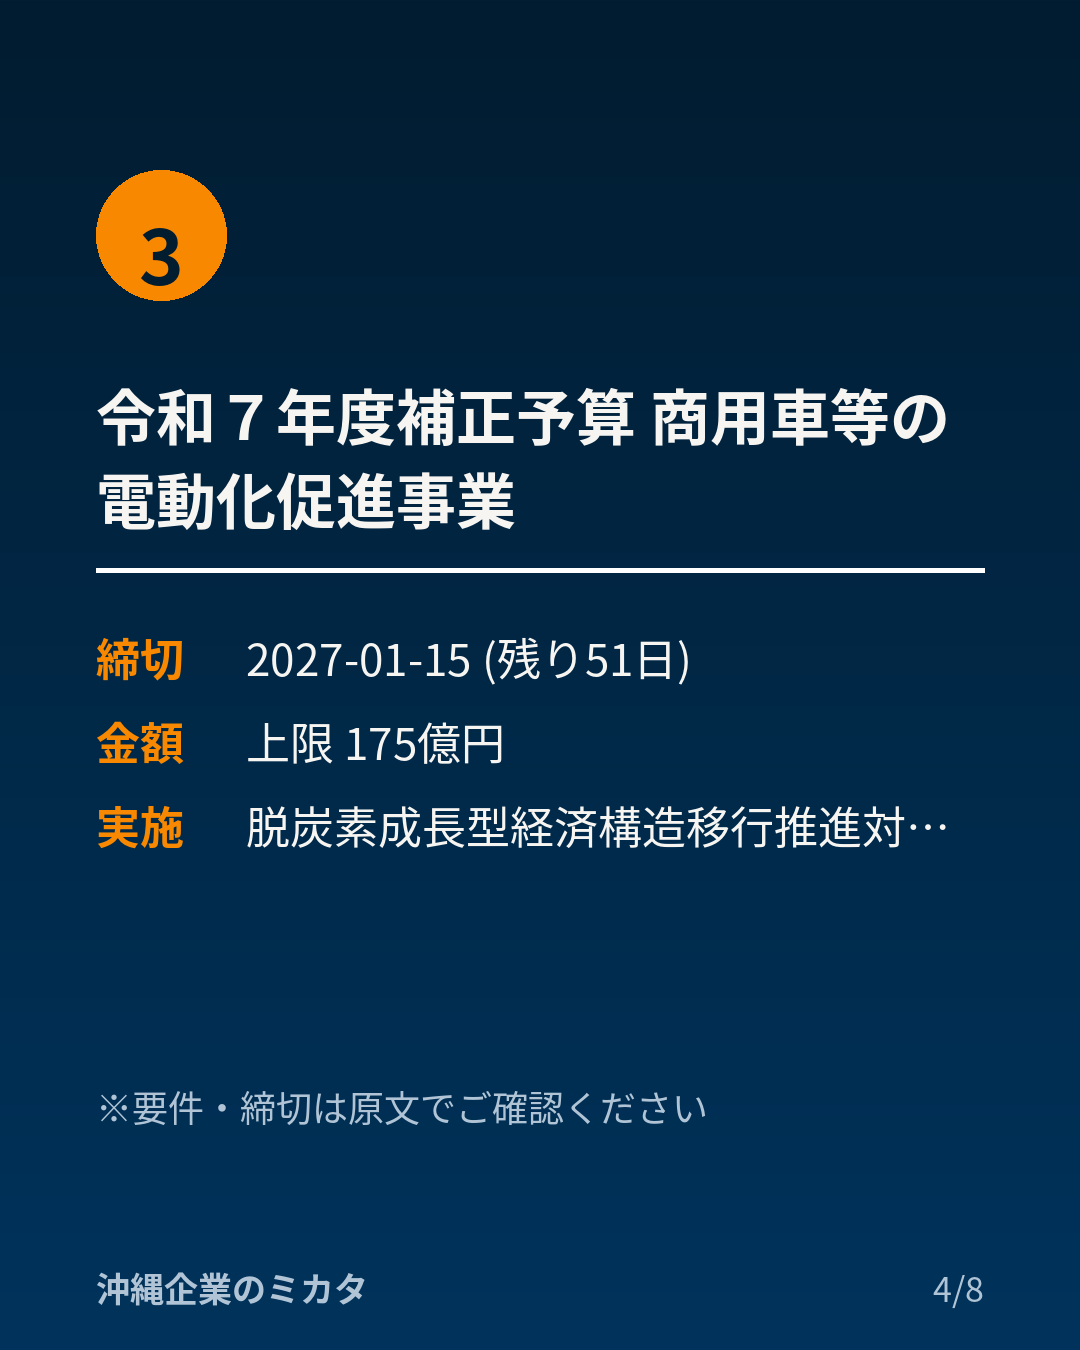 3
令和７年度補正予算 商用車等の
電動化促進事業
締切 2027-01-15 (残り51日)
金額 上限 175億円
実施 脱炭素成長型経済構造移行推進対…
※要件・締切は原文でご確認ください
沖縄企業のミカタ 4/8